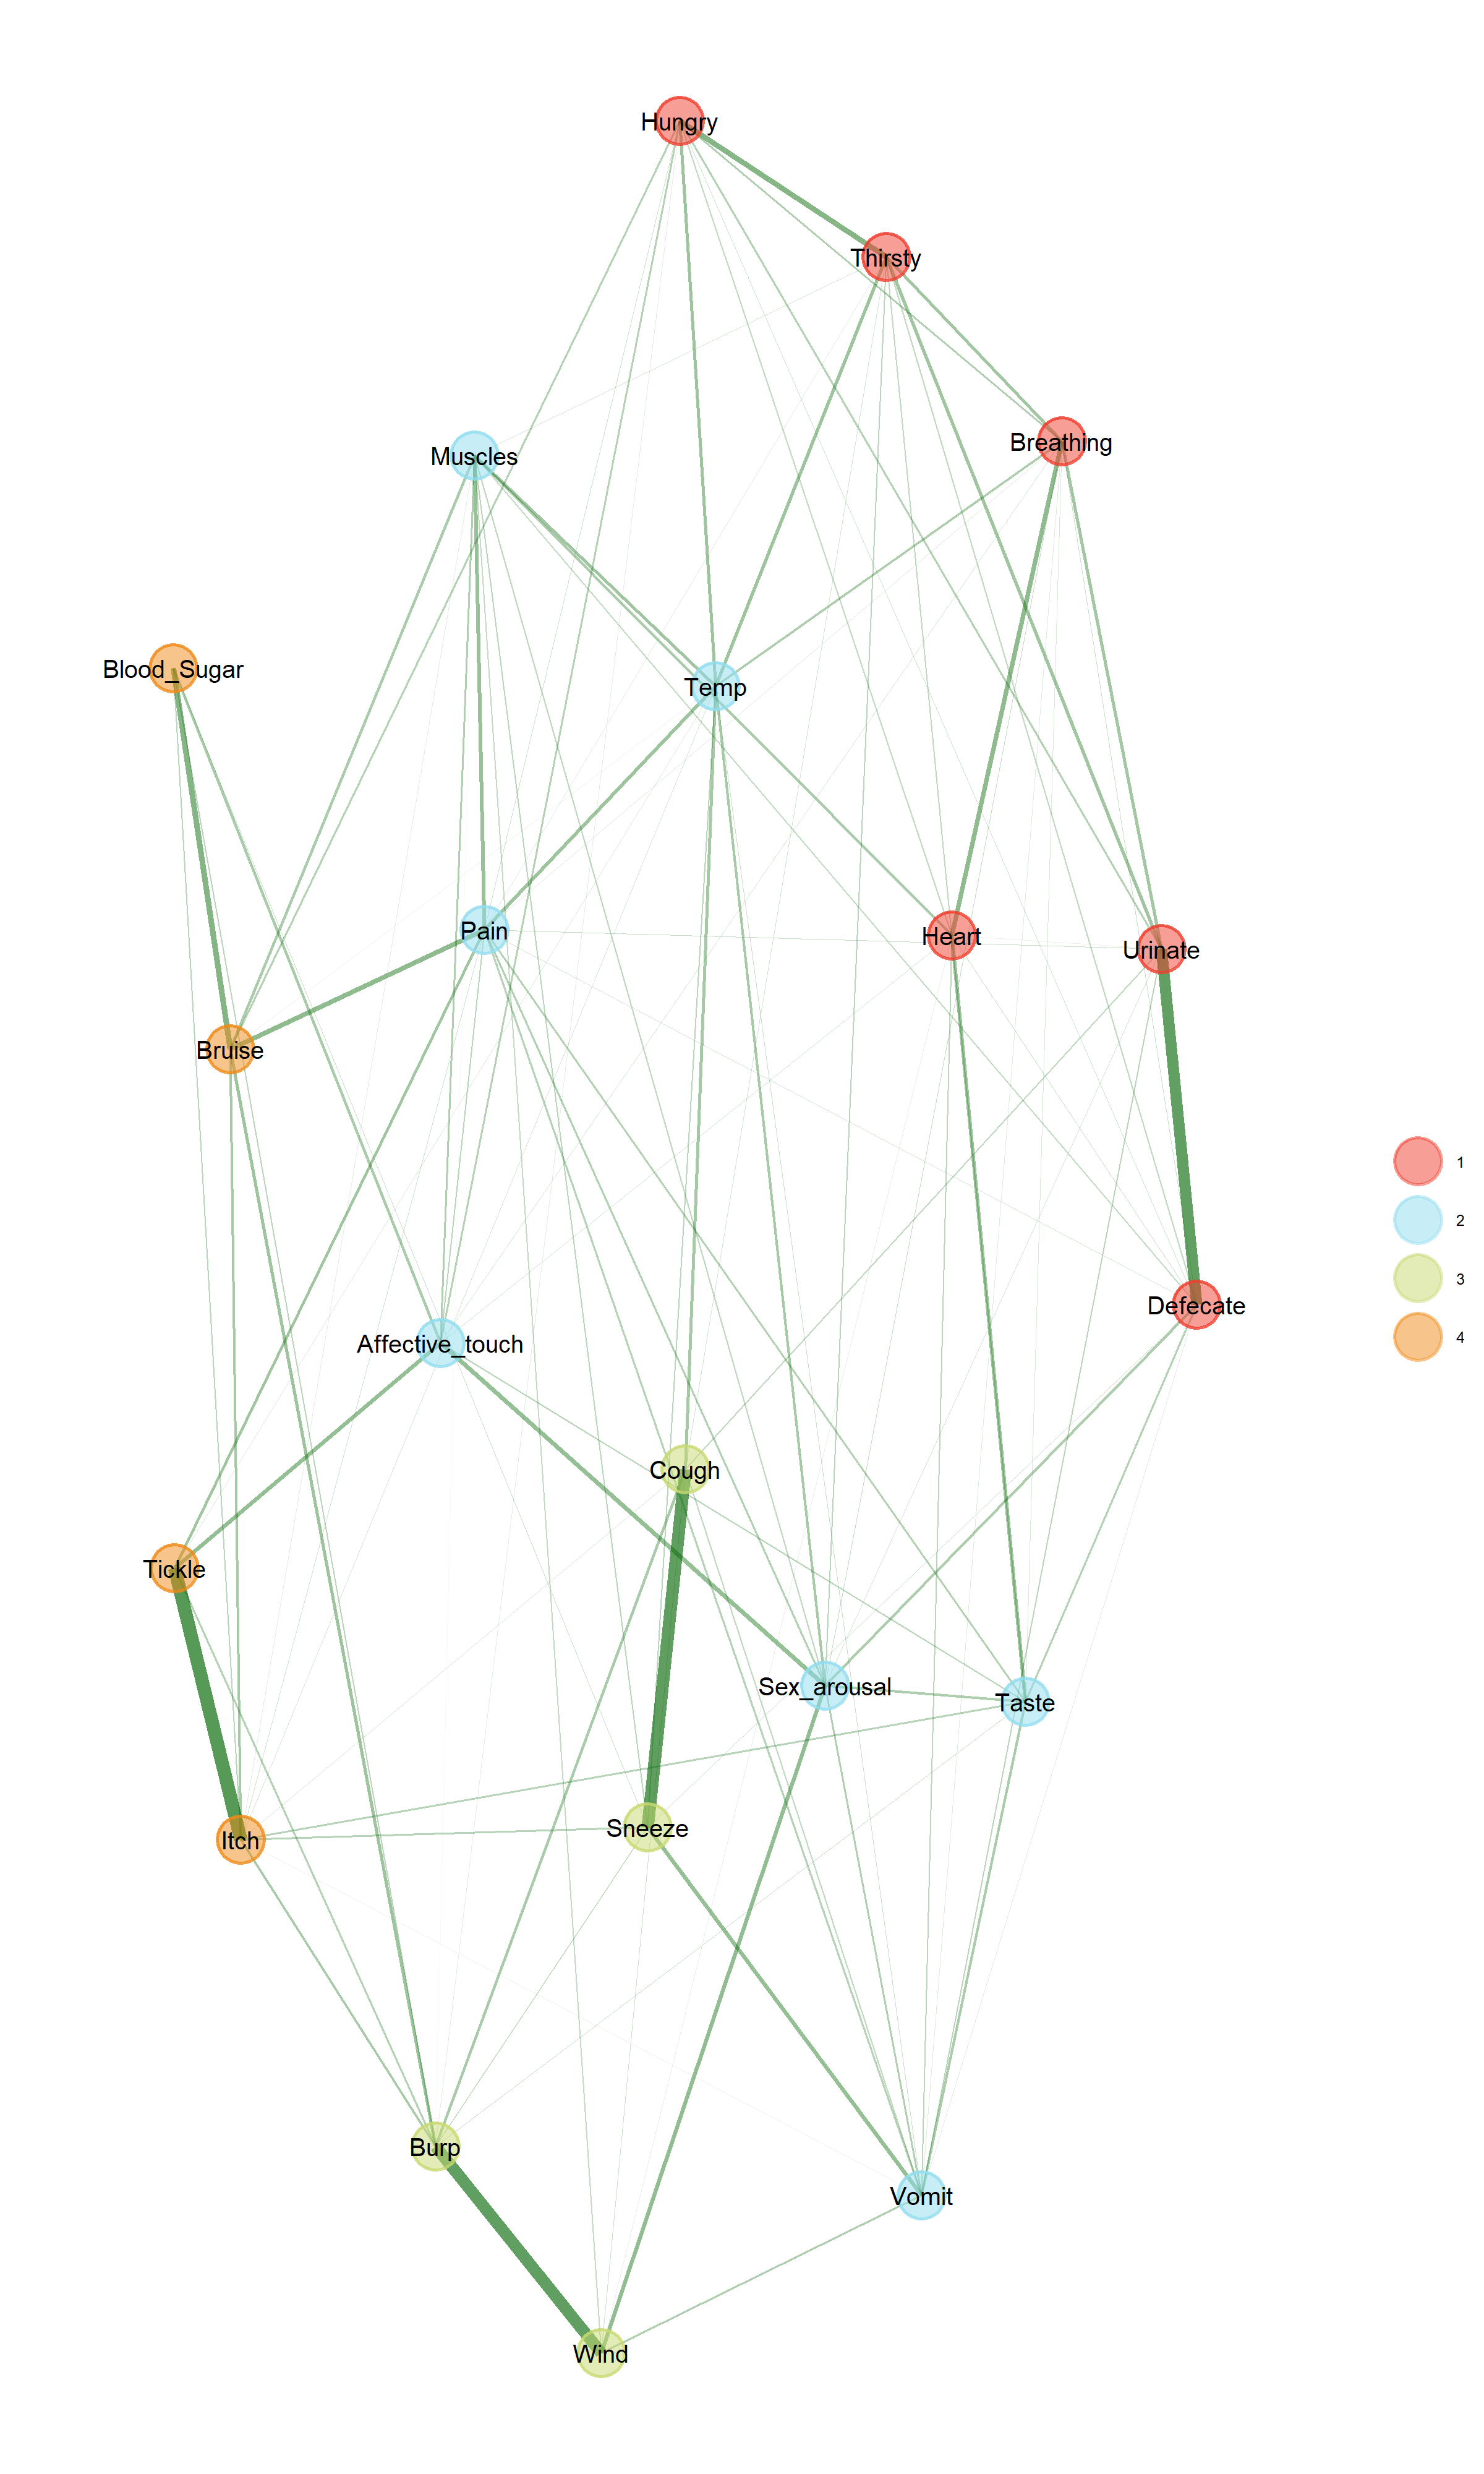 Hungry
Thirsty
Breathing
Muscles
Blood_Sugar
Temp
Pain
Heart
Urinate
Bruise
Defecate
Affective_touch
Cough
Tickle
Sex_arousal
Taste
Sneeze
Itch
Burp
Vomit
Wind
1
2
3
4